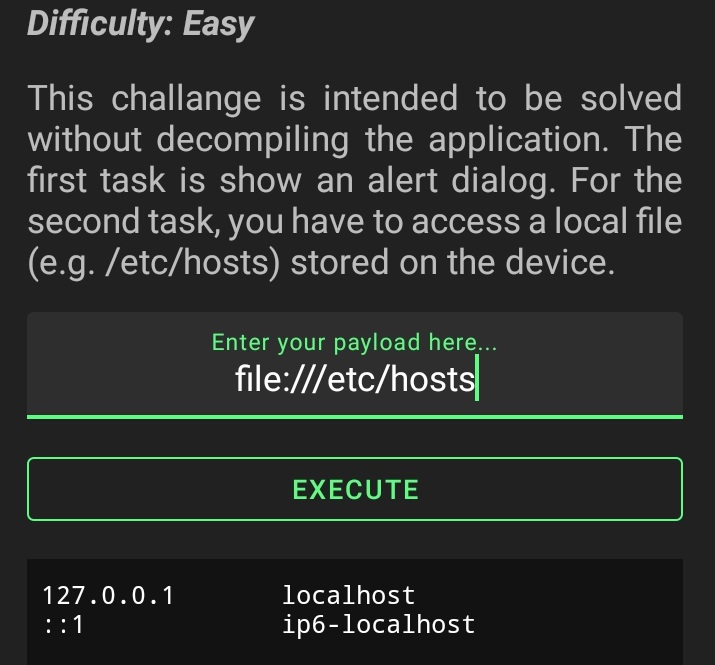 Difficulty: Easy
This challange is intended to be solved
without decompiling the application. The
first task is show an alert dialog. For the
second task, you have to access a local file
(e.g. /etc/hosts) stored on the device.
Enter your payload here...
file:///etc/hosts
EXECUTE
127.0.0.1 localhost
::1 ip6-localhost